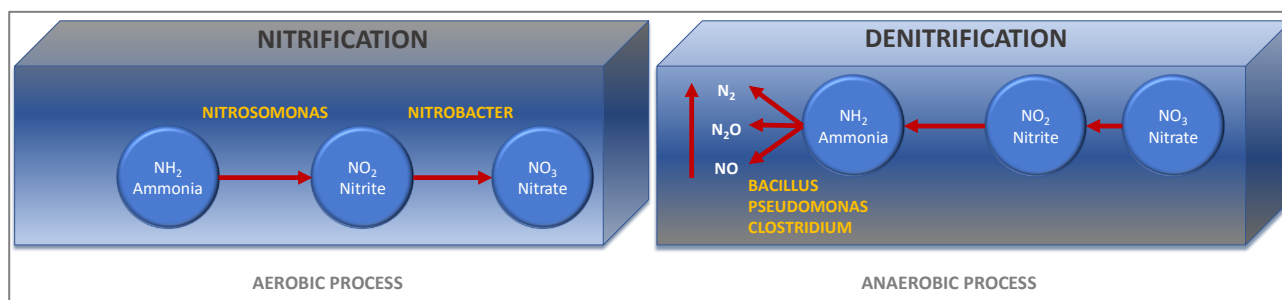 NITRIFICATION
NITROSOMONAS
NITROBACTER
NH₂
Ammonia
NO₂
Nitrite
NO₃
Nitrate
AEROBIC PROCESS
DENITRIFICATION
N₂
N₂O
NO
NH₂
Ammonia
NO₂
Nitrite
NO₃
Nitrate
BACILLUS
PSEUDOMONAS
CLOSTRIDIUM
ANAEROBIC PROCESS